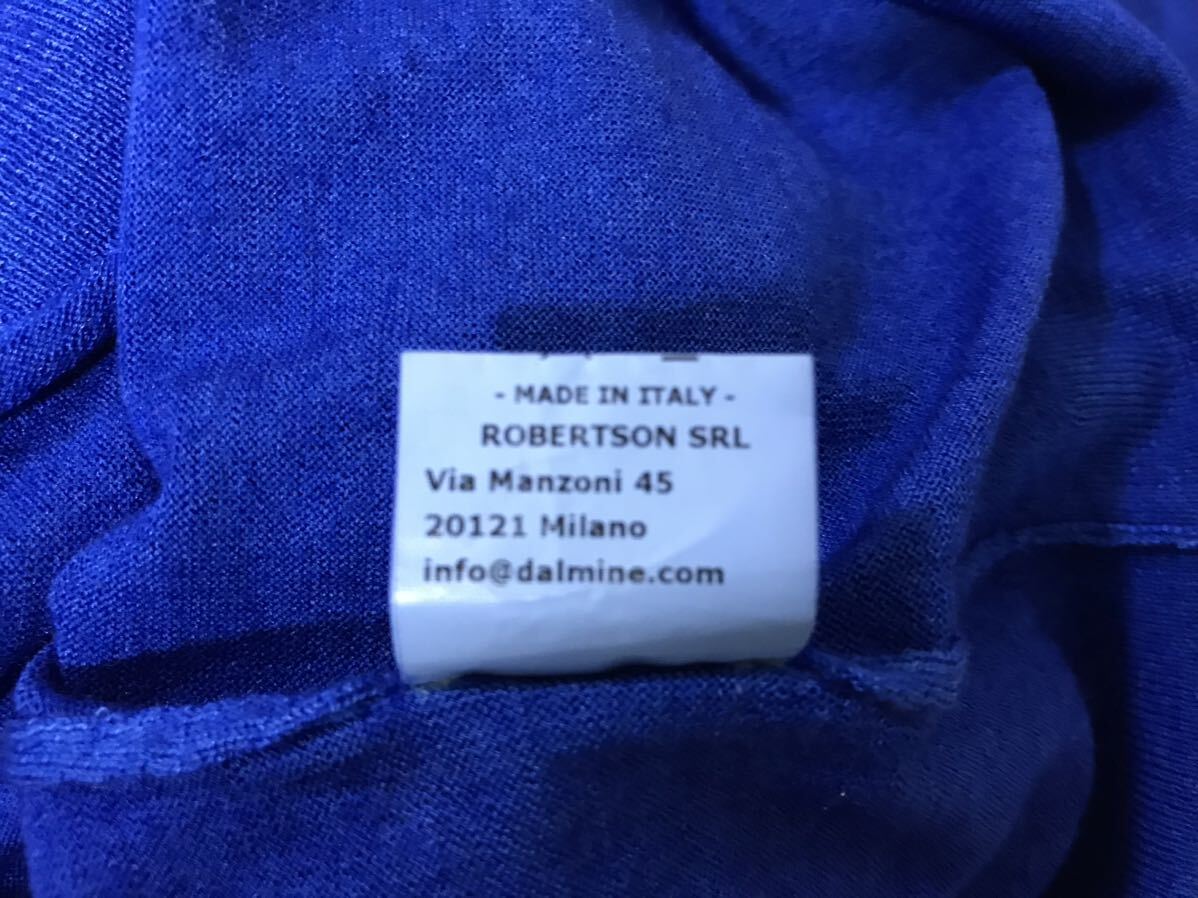 - MADE IN ITALY -
ROBERTSON SRL
Via Manzoni 45
20121 Milano
info@dalmine.com